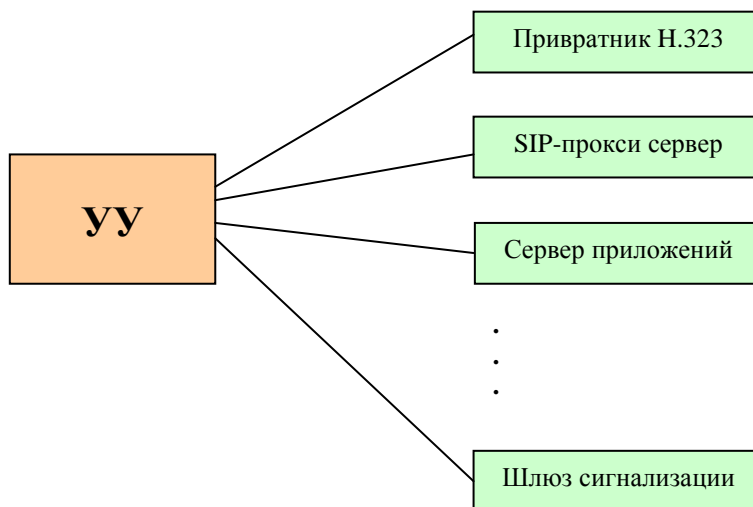 Привратник H.323
SIP-прокси сервер
УУ
Сервер приложений
.
.
.
Шлюз сигнализации